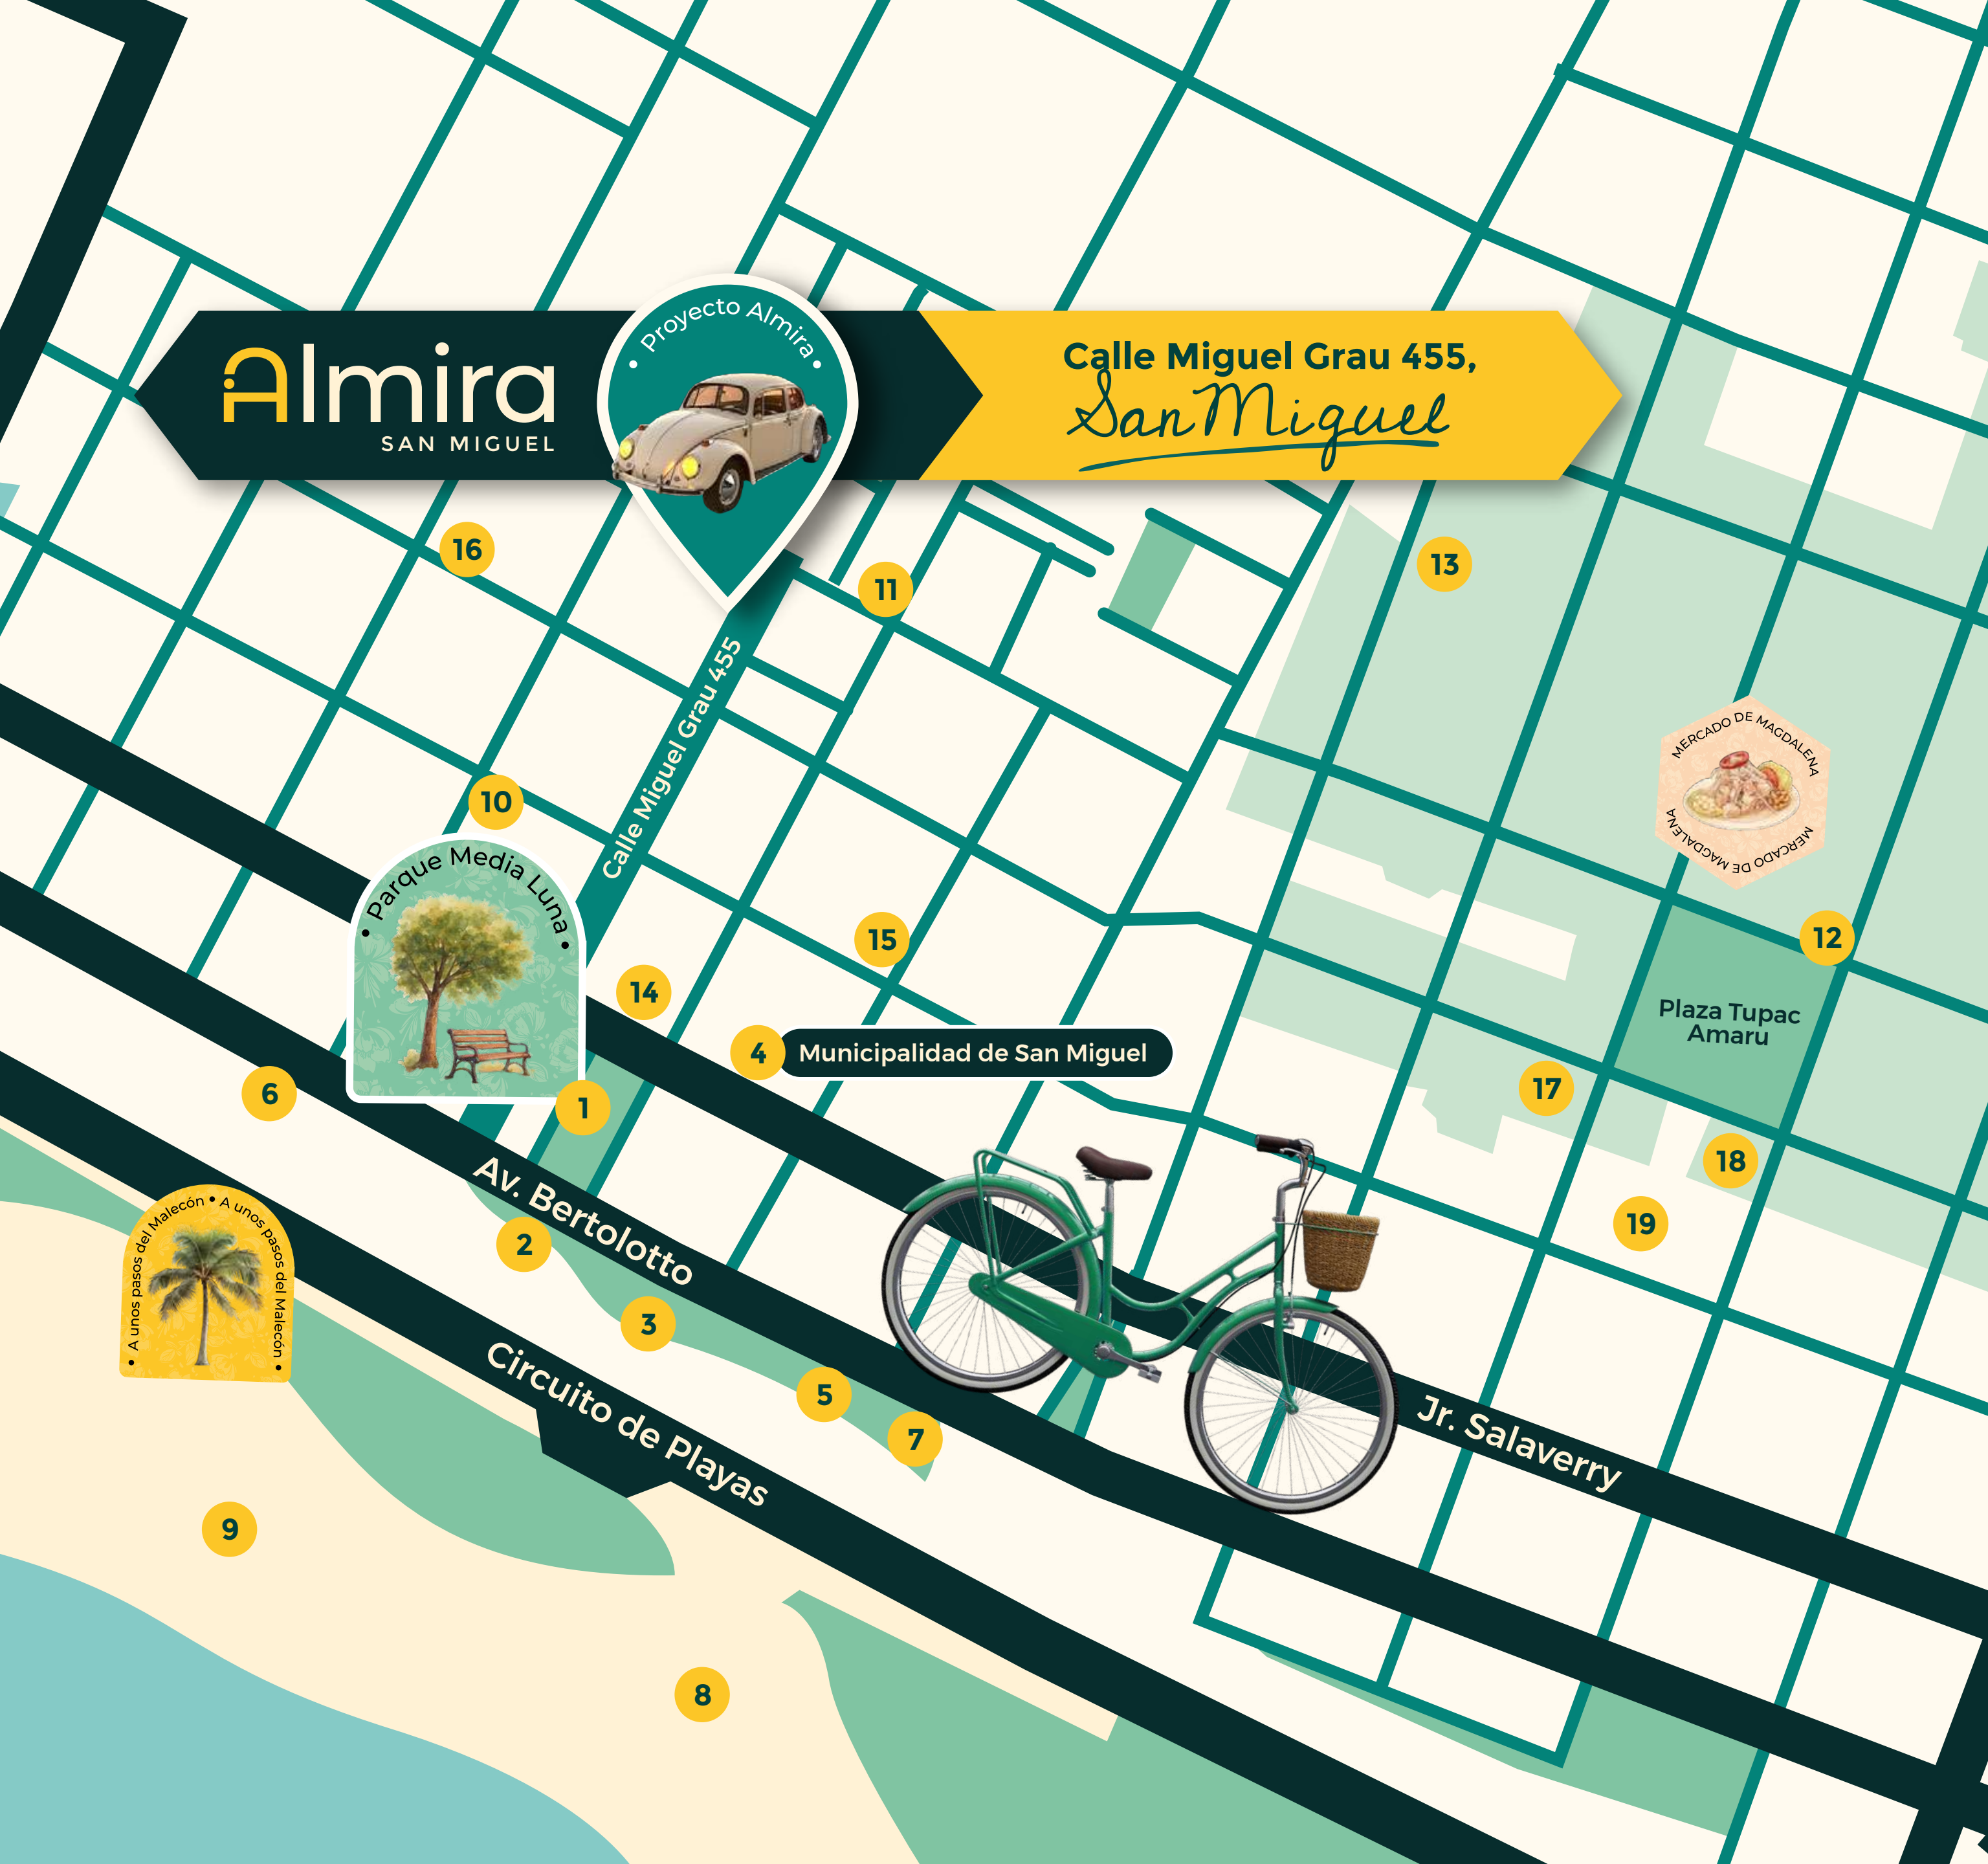 Proyecto Almira
Almira
SAN MIGUEL
Calle Miguel Grau 455,
San Miguel
16
11
13
Calle Miguel Grau 455
MERCADO DE MAGDALENA
MERCADO DE MAGDALENA
10
• Parque Media Luna •
15
12
14
Plaza Tupac
Amaru
4
Municipalidad de San Miguel
6
1
17
18
19
• A unos pasos del Malecón • A unos pasos del Malecón •
Av. Bertolotto
2
3
5
7
Circuito de Playas
Jr. Salaverry
9
8